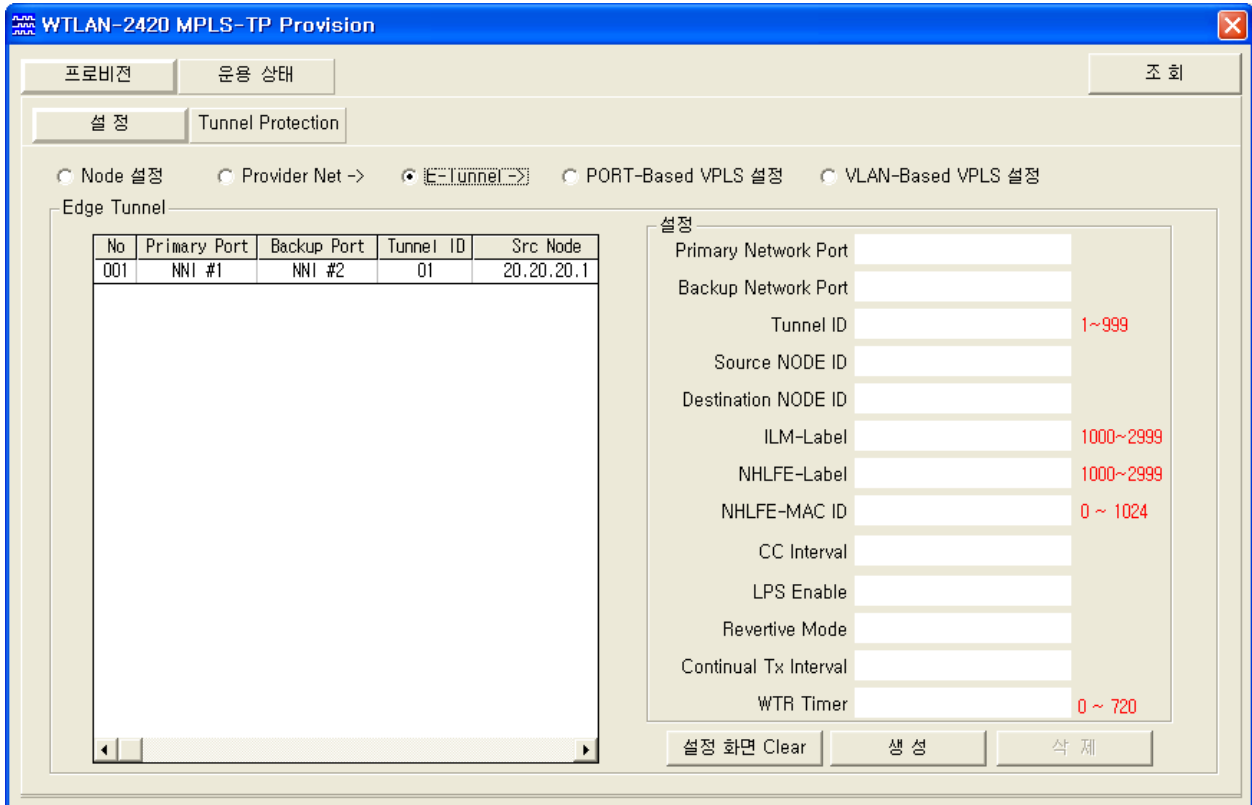 WTLAN-2420 MPLS-TP Provision
프로비전 운용 상태 조 회
설 정 Tunnel Protection
Node 설정 Provider Net -> E-Tunnel -> PORT-Based VPLS 설정 VLAN-Based VPLS 설정
Edge Tunnel
No Primary Port Backup Port Tunnel ID Src Node
001 NNI #1 NNI #2 01 20.20.20.1
설정
Primary Network Port
Backup Network Port
Tunnel ID 1~999
Source NODE ID
Destination NODE ID
ILM-Label 1000~2999
NHLFE-Label 1000~2999
NHLFE-MAC ID 0 ~ 1024
CC Interval
LPS Enable
Revertive Mode
Continual Tx Interval
WTR Timer 0 ~ 720
설정 화면 Clear 생 성 삭 제